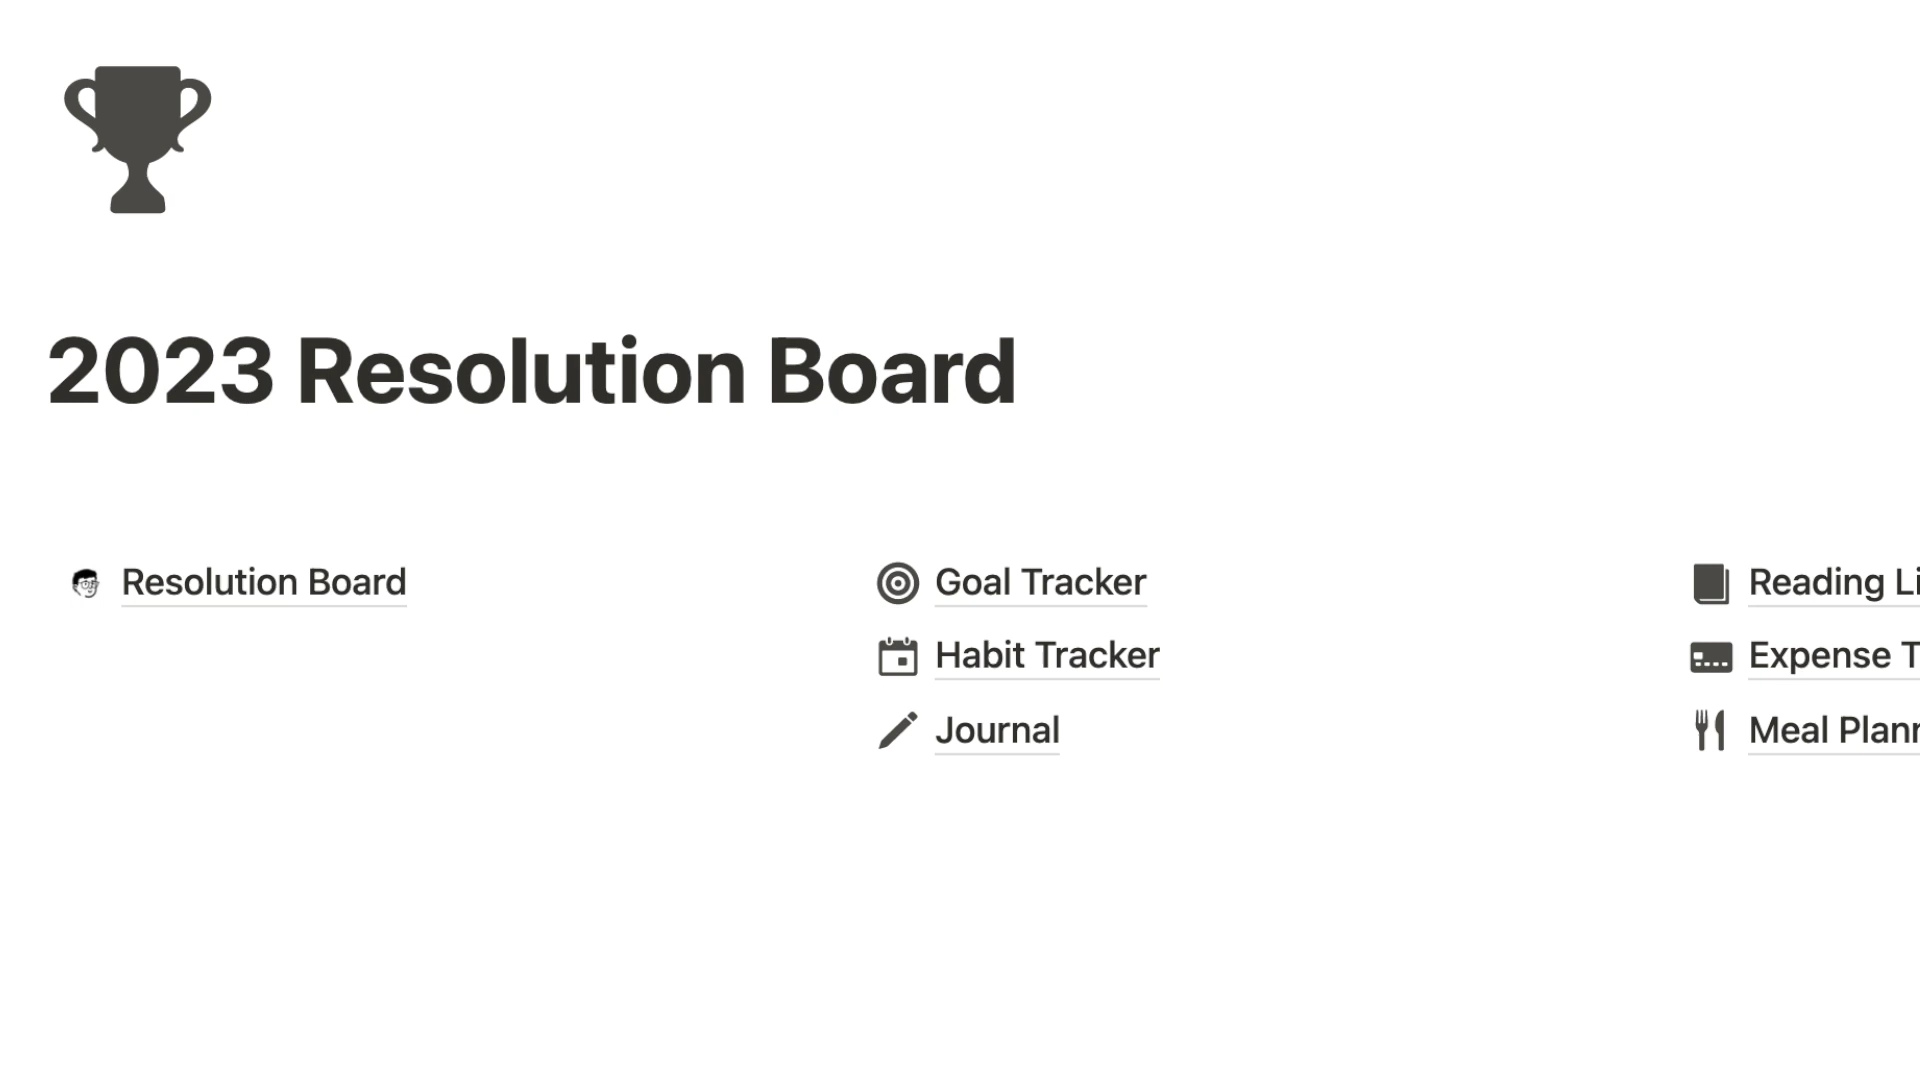 2023 Resolution Board
Resolution Board
Goal Tracker
Habit Tracker
Journal
Reading
Expense
Meal